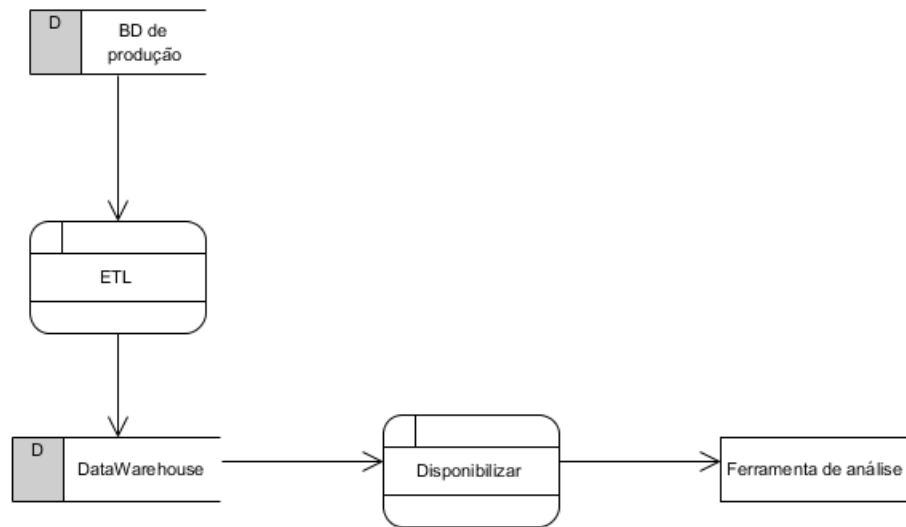 D
BD de
produção
ETL
D
DataWarehouse
Disponibilizar
Ferramenta de análise